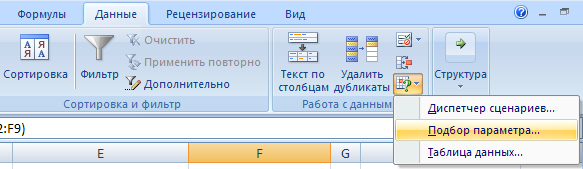 Формулы Данные Рецензирование Вид
Сортировка
Фильтр
Очистить
Применить повторно
Дополнительно
Сортировка и фильтр
Текст по столбцам
Удалить дубликаты
Работа с данным
Структура
Диспетчер сценариев...
Подбор параметра...
Таблица данных...
2:F9)
E F G